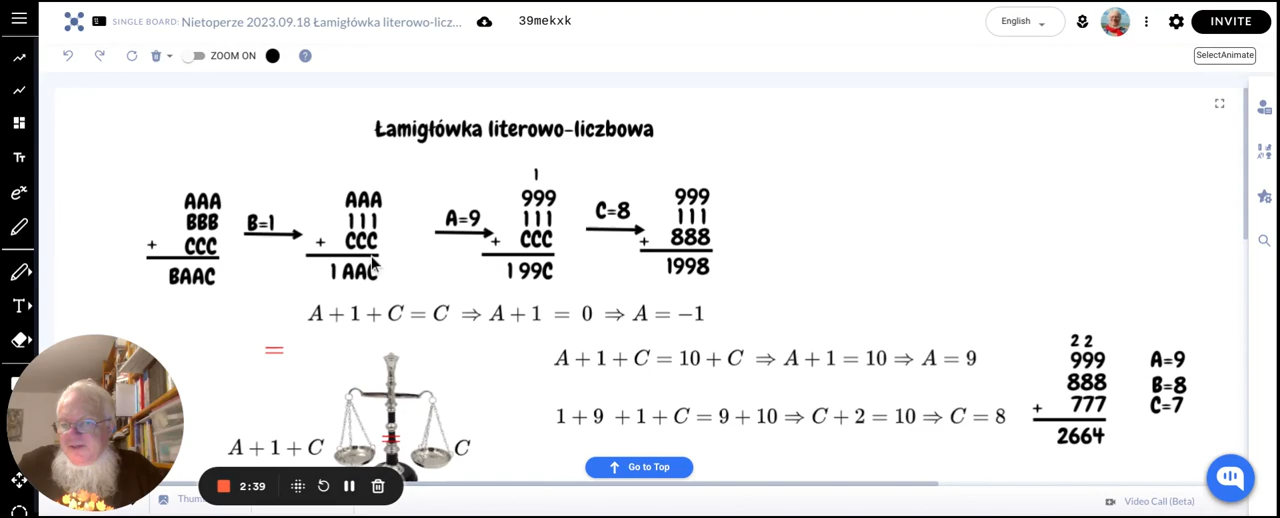 SINGLE BOARD: Nietoperze 2023.09.18 Łamigłówka literowo-licz...
39mekxk
English
INVITE
ZOOM ON
SelectAnimate
Łamigłówka literowo-liczbowa
AAA
BBB
+ CCC
BAAC
B=1
AAA
111
+ CCC
1AAC
A=9
1
999
111
+ CCC
199C
C=8
999
111
+ 888
1998
A + 1 + C = C ⇒ A + 1 = 0 ⇒ A = −1
=
A + 1 + C = 10 + C ⇒ A + 1 = 10 ⇒ A = 9
1 + 9 + 1 + C = 9 + 10 ⇒ C + 2 = 10 ⇒ C = 8
2 2
999
888
+ 777
2664
A=9
B=8
C=7
A + 1 + C
=
C
Go to Top
2:39
Video Call (Beta)